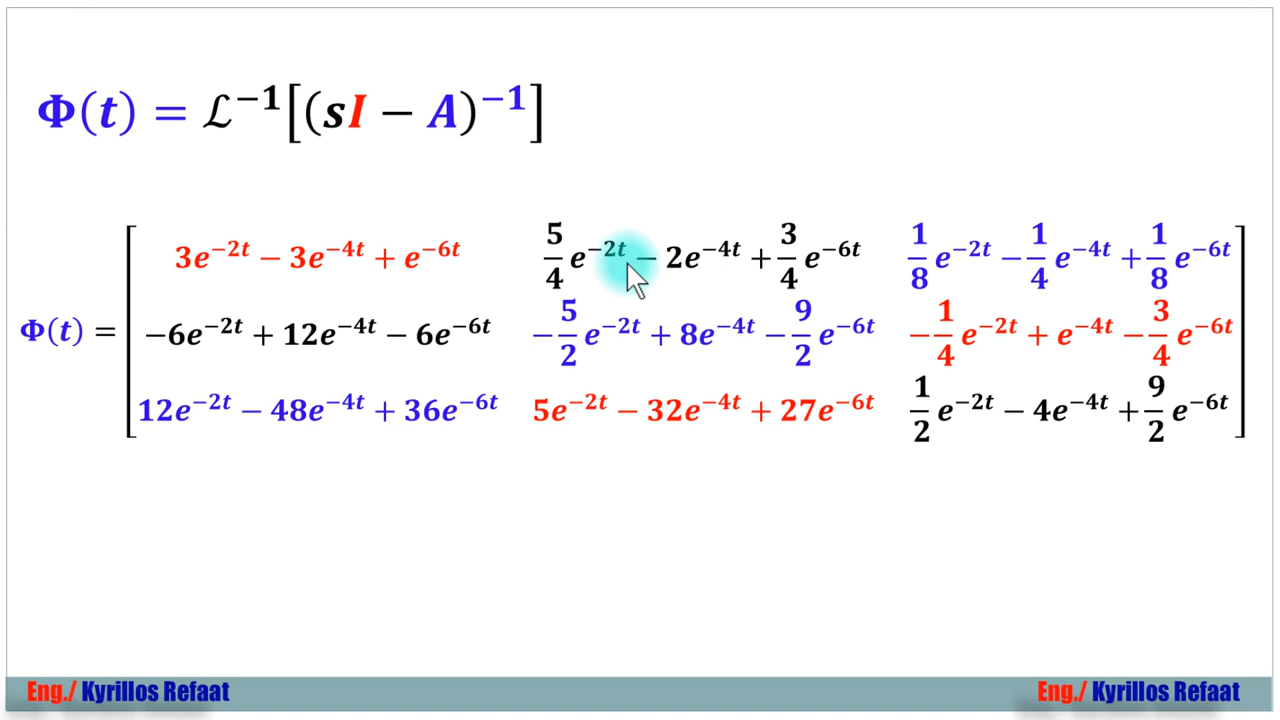 Φ(t) = ℒ⁻¹[(sI − A)⁻¹]
Φ(t) = [ 3e^{−2t} − 3e^{−4t} + e^{−6t}   5/4 e^{−2t} − 2e^{−4t} + 3/4 e^{−6t}   1/8 e^{−2t} − 1/4 e^{−4t} + 1/8 e^{−6t}
−6e^{−2t} + 12e^{−4t} − 6e^{−6t}   −5/2 e^{−2t} + 8e^{−4t} − 9/2 e^{−6t}   −1/4 e^{−2t} + e^{−4t} − 3/4 e^{−6t}
12e^{−2t} − 48e^{−4t} + 36e^{−6t}   5e^{−2t} − 32e^{−4t} + 27e^{−6t}   1/2 e^{−2t} − 4e^{−4t} + 9/2 e^{−6t} ]
Eng./ Kyrillos Refaat
Eng./ Kyrillos Refaat